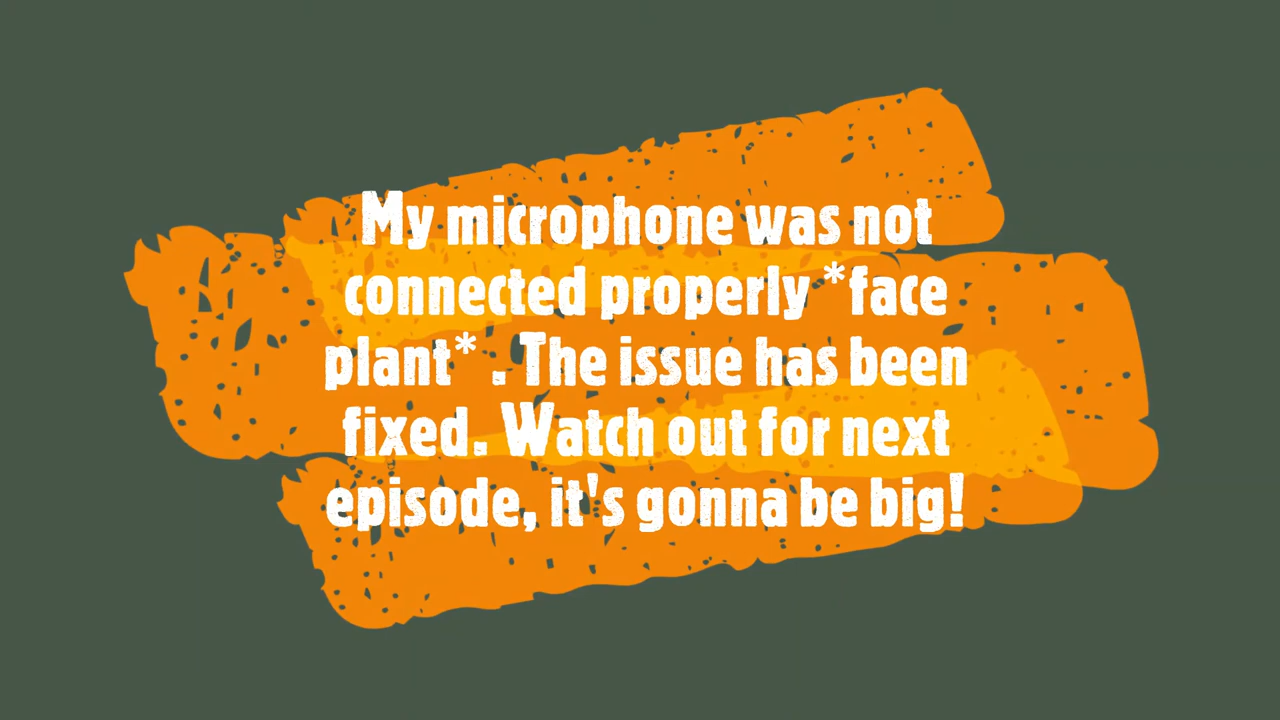 My microphone was not
connected properly *face
plant* . The issue has been
fixed. Watch out for next
episode, it's gonna be big!